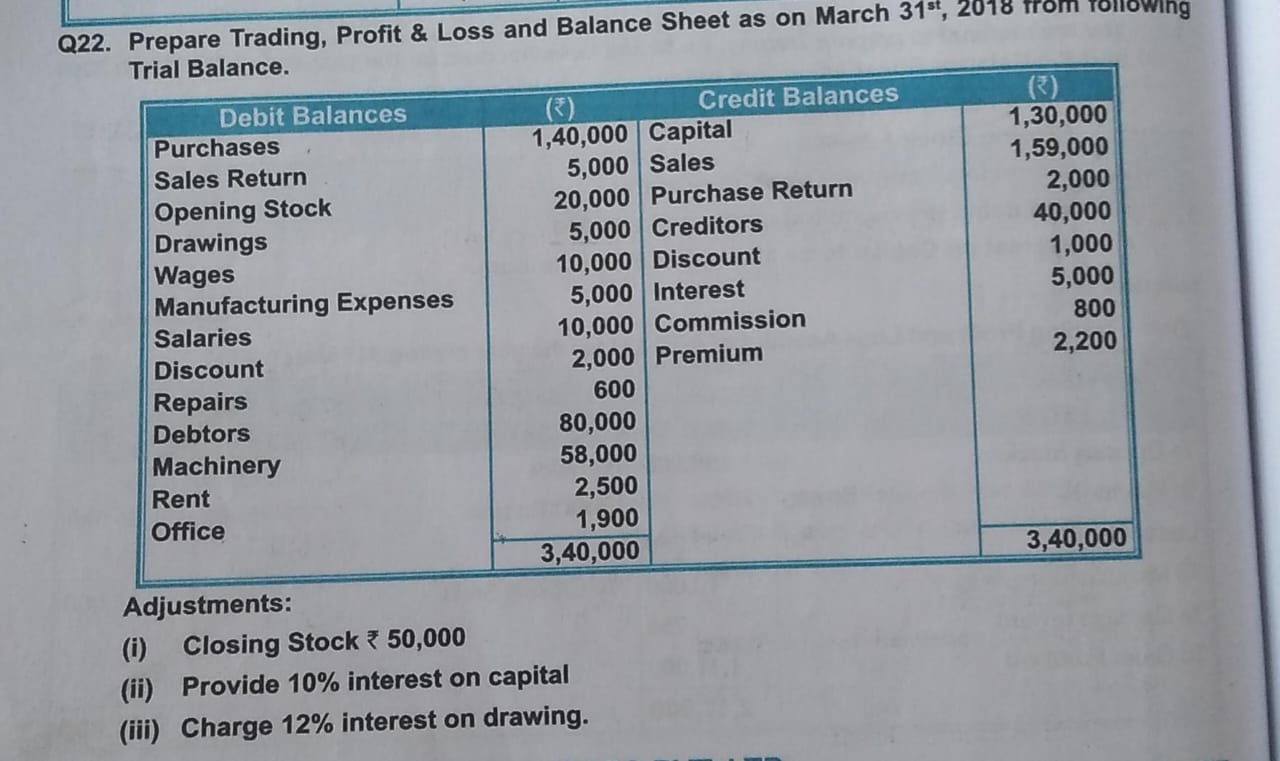 Q22. Prepare Trading, Profit & Loss and Balance Sheet as on March 31st, 2018 from following
Trial Balance.
Debit Balances (₹) Credit Balances (₹)
Purchases 1,40,000 Capital 1,30,000
Sales Return 5,000 Sales 1,59,000
Opening Stock 20,000 Purchase Return 2,000
Drawings 5,000 Creditors 40,000
Wages 10,000 Discount 1,000
Manufacturing Expenses 5,000 Interest 5,000
Salaries 10,000 Commission 800
Discount 2,000 Premium 2,200
Repairs 600
Debtors 80,000
Machinery 58,000
Rent 2,500
Office 1,900
3,40,000 3,40,000
Adjustments:
(i) Closing Stock ₹ 50,000
(ii) Provide 10% interest on capital
(iii) Charge 12% interest on drawing.